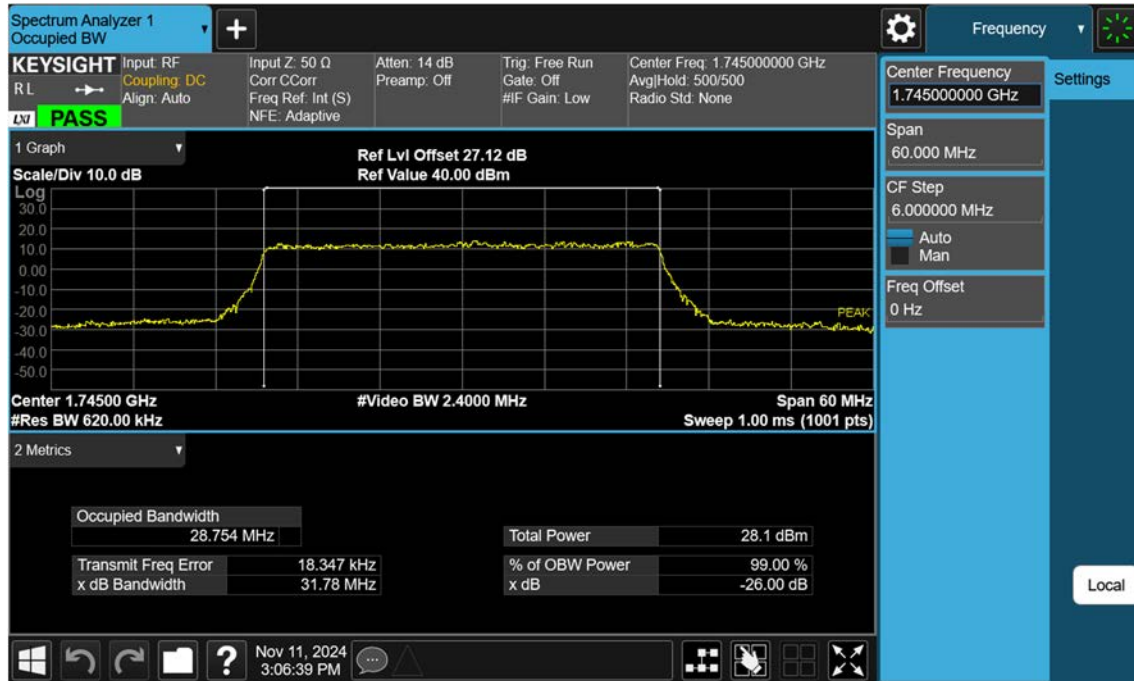 Spectrum Analyzer 1
Occupied BW
Frequency
KEYSIGHT
R L
LXI
PASS
Input: RF
Coupling: DC
Align: Auto
Input Z: 50 Ω
Corr CCorr
Freq Ref: Int (S)
NFE: Adaptive
Atten: 14 dB
Preamp: Off
Trig: Free Run
Gate: Off
#IF Gain: Low
Center Freq: 1.745000000 GHz
Avg|Hold: 500/500
Radio Std: None
Center Frequency
1.745000000 GHz
Settings
Span
60.000 MHz
CF Step
6.000000 MHz
Auto
Man
Freq Offset
0 Hz
Local
1 Graph
Scale/Div 10.0 dB
Ref Lvl Offset 27.12 dB
Ref Value 40.00 dBm
Log
30.0
20.0
10.0
0.00
-10.0
-20.0
-30.0
-40.0
-50.0
PEAK
Center 1.74500 GHz
#Video BW 2.4000 MHz
Span 60 MHz
#Res BW 620.00 kHz
Sweep 1.00 ms (1001 pts)
2 Metrics
Occupied Bandwidth
28.754 MHz
Total Power 28.1 dBm
Transmit Freq Error 18.347 kHz
% of OBW Power 99.00 %
x dB Bandwidth 31.78 MHz
x dB -26.00 dB
?
Nov 11, 2024
3:06:39 PM